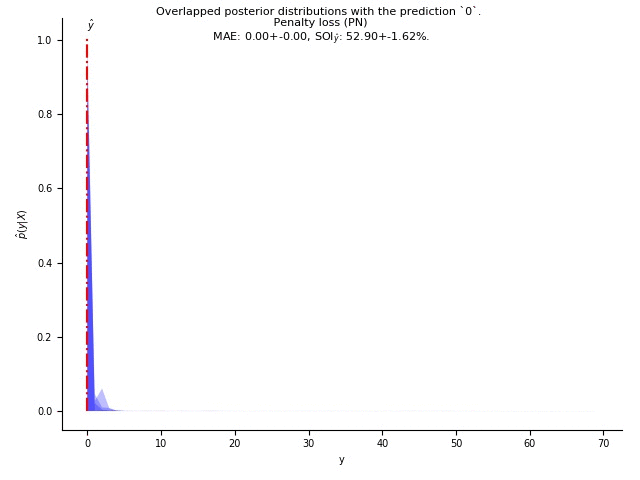 Overlapped posterior distributions with the prediction `0`.
Penalty loss (PN)
MAE: 0.00+-0.00, SOIŷ: 52.90+-1.62%.
ŷ
1.0
0.8
0.6
0.4
0.2
0.0
p̂(y|X)
0 10 20 30 40 50 60 70
y